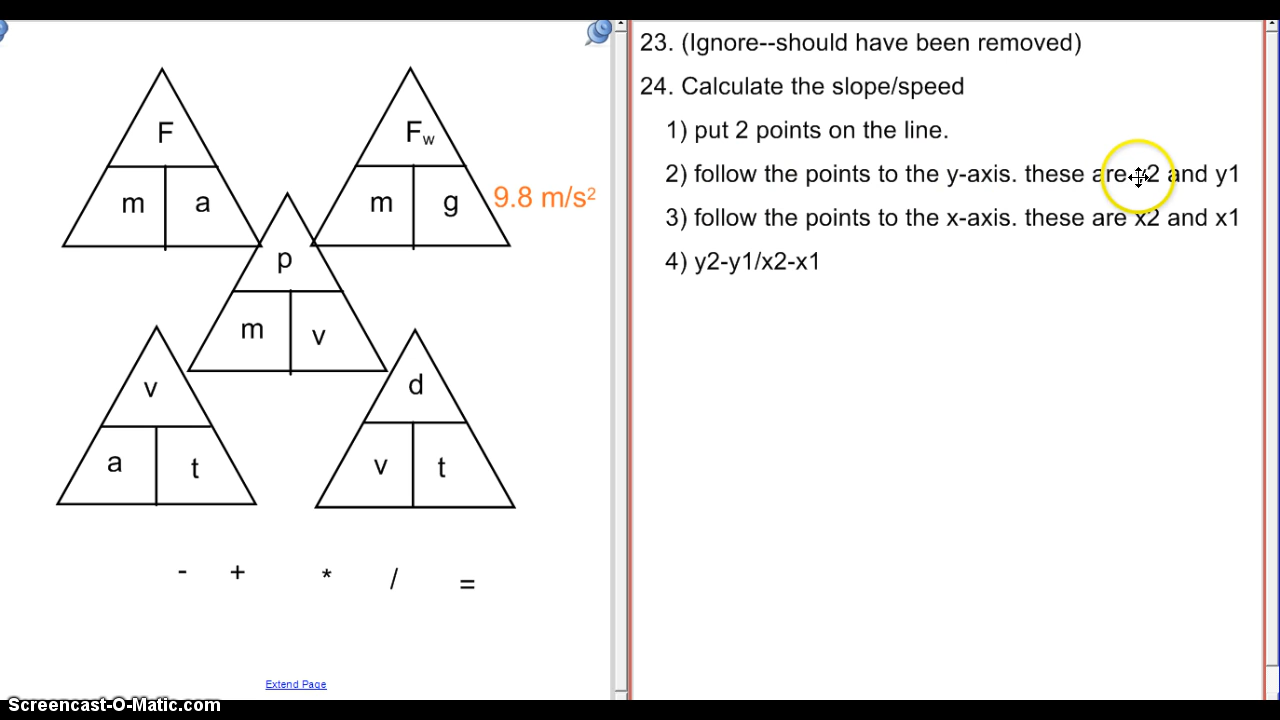 F
m a
Fw
m g 9.8 m/s²
p
m v
v
a t
d
v t
- + * / =
Extend Page
23. (Ignore--should have been removed)
24. Calculate the slope/speed
1) put 2 points on the line.
2) follow the points to the y-axis. these are and y1
3) follow the points to the x-axis. these are x2 and x1
4) y2-y1/x2-x1
Screencast-O-Matic.com